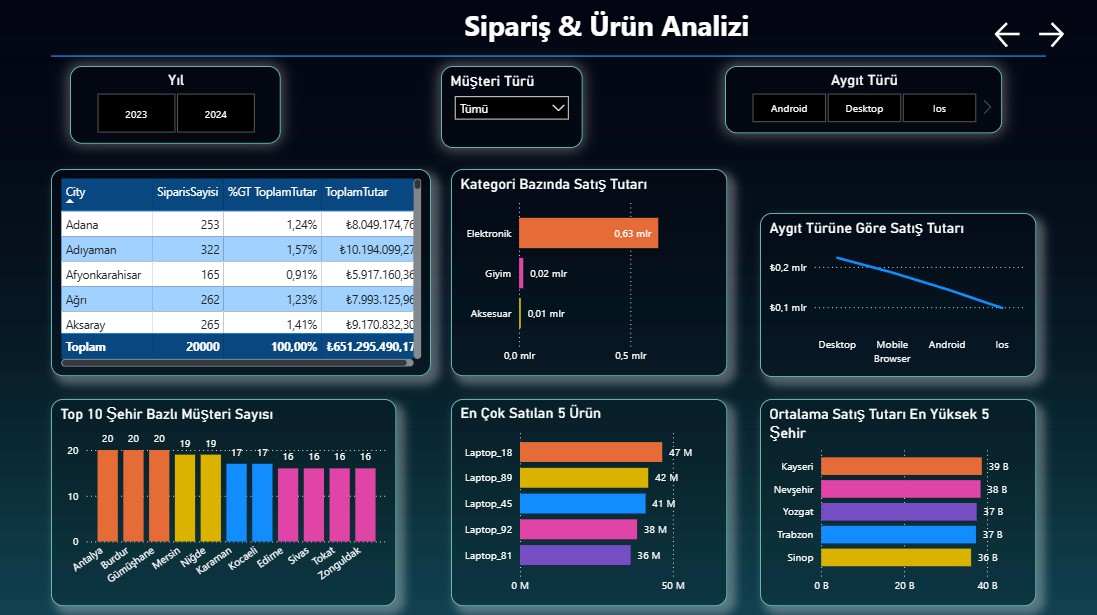 Sipariş & Ürün Analizi
Yıl
2023 2024
Müşteri Türü
Tümü
Aygıt Türü
Android Desktop Ios
City SiparisSayisi %GT ToplamTutar ToplamTutar
Adana 253 1,24% ₺8.049.174,76
Adıyaman 322 1,57% ₺10.194.099,27
Afyonkarahisar 165 0,91% ₺5.917.160,36
Ağrı 262 1,23% ₺7.993.125,96
Aksaray 265 1,41% ₺9.170.832,30
Toplam 20000 100,00% ₺651.295.490,17
Kategori Bazında Satış Tutarı
Elektronik 0,63 mlr
Giyim 0,02 mlr
Aksesuar 0,01 mlr
0,0 mlr 0,5 mlr
Aygıt Türüne Göre Satış Tutarı
₺0,2 mlr
₺0,1 mlr
Desktop Mobile Browser Android Ios
Top 10 Şehir Bazlı Müşteri Sayısı
20 20 20 19 19 17 17 16 16 16 16
20
10
0
Antalya Burdur Gümüşhane Mersin Niğde Karaman Kocaeli Edirne Sivas Tokat Zonguldak
En Çok Satılan 5 Ürün
Laptop_18 47 M
Laptop_89 42 M
Laptop_45 41 M
Laptop_92 38 M
Laptop_81 36 M
0 M 50 M
Ortalama Satış Tutarı En Yüksek 5
Şehir
Kayseri 39 B
Nevşehir 38 B
Yozgat 37 B
Trabzon 37 B
Sinop 36 B
0 B 20 B 40 B